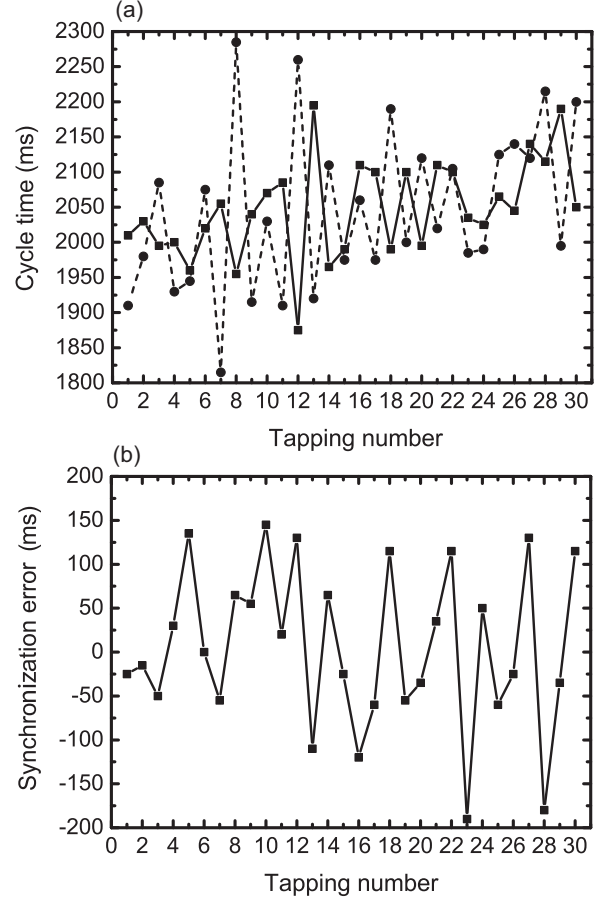 (a)
2300
2250
2200
2150
2100
2050
2000
1950
1900
1850
1800
Cycle time (ms)
0 2 4 6 8 10 12 14 16 18 20 22 24 26 28 30
Tapping number
(b)
200
150
100
50
0
-50
-100
-150
-200
Synchronization error (ms)
0 2 4 6 8 10 12 14 16 18 20 22 24 26 28 30
Tapping number